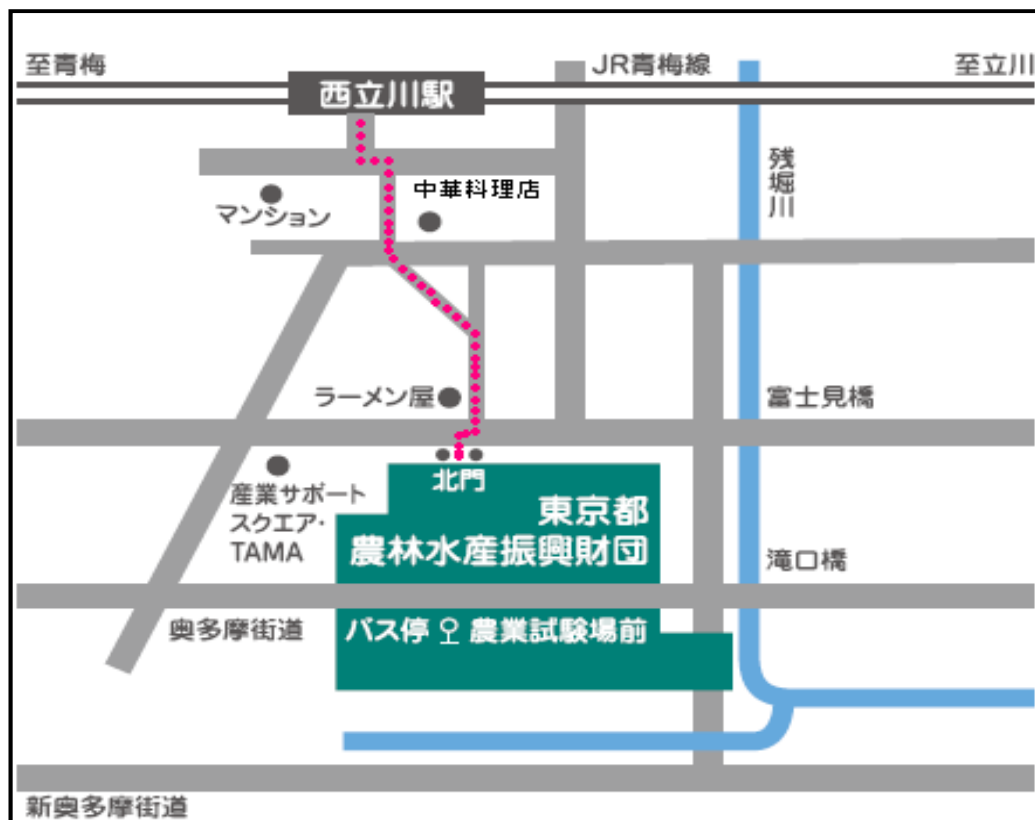 至青梅
JR青梅線
至立川
西立川駅
残堀川
中華料理店
マンション
ラーメン屋
富士見橋
北門
産業サポート
スクエア・
TAMA
東京都
農林水産振興財団
滝口橋
奥多摩街道
バス停
農業試験場前
新奥多摩街道